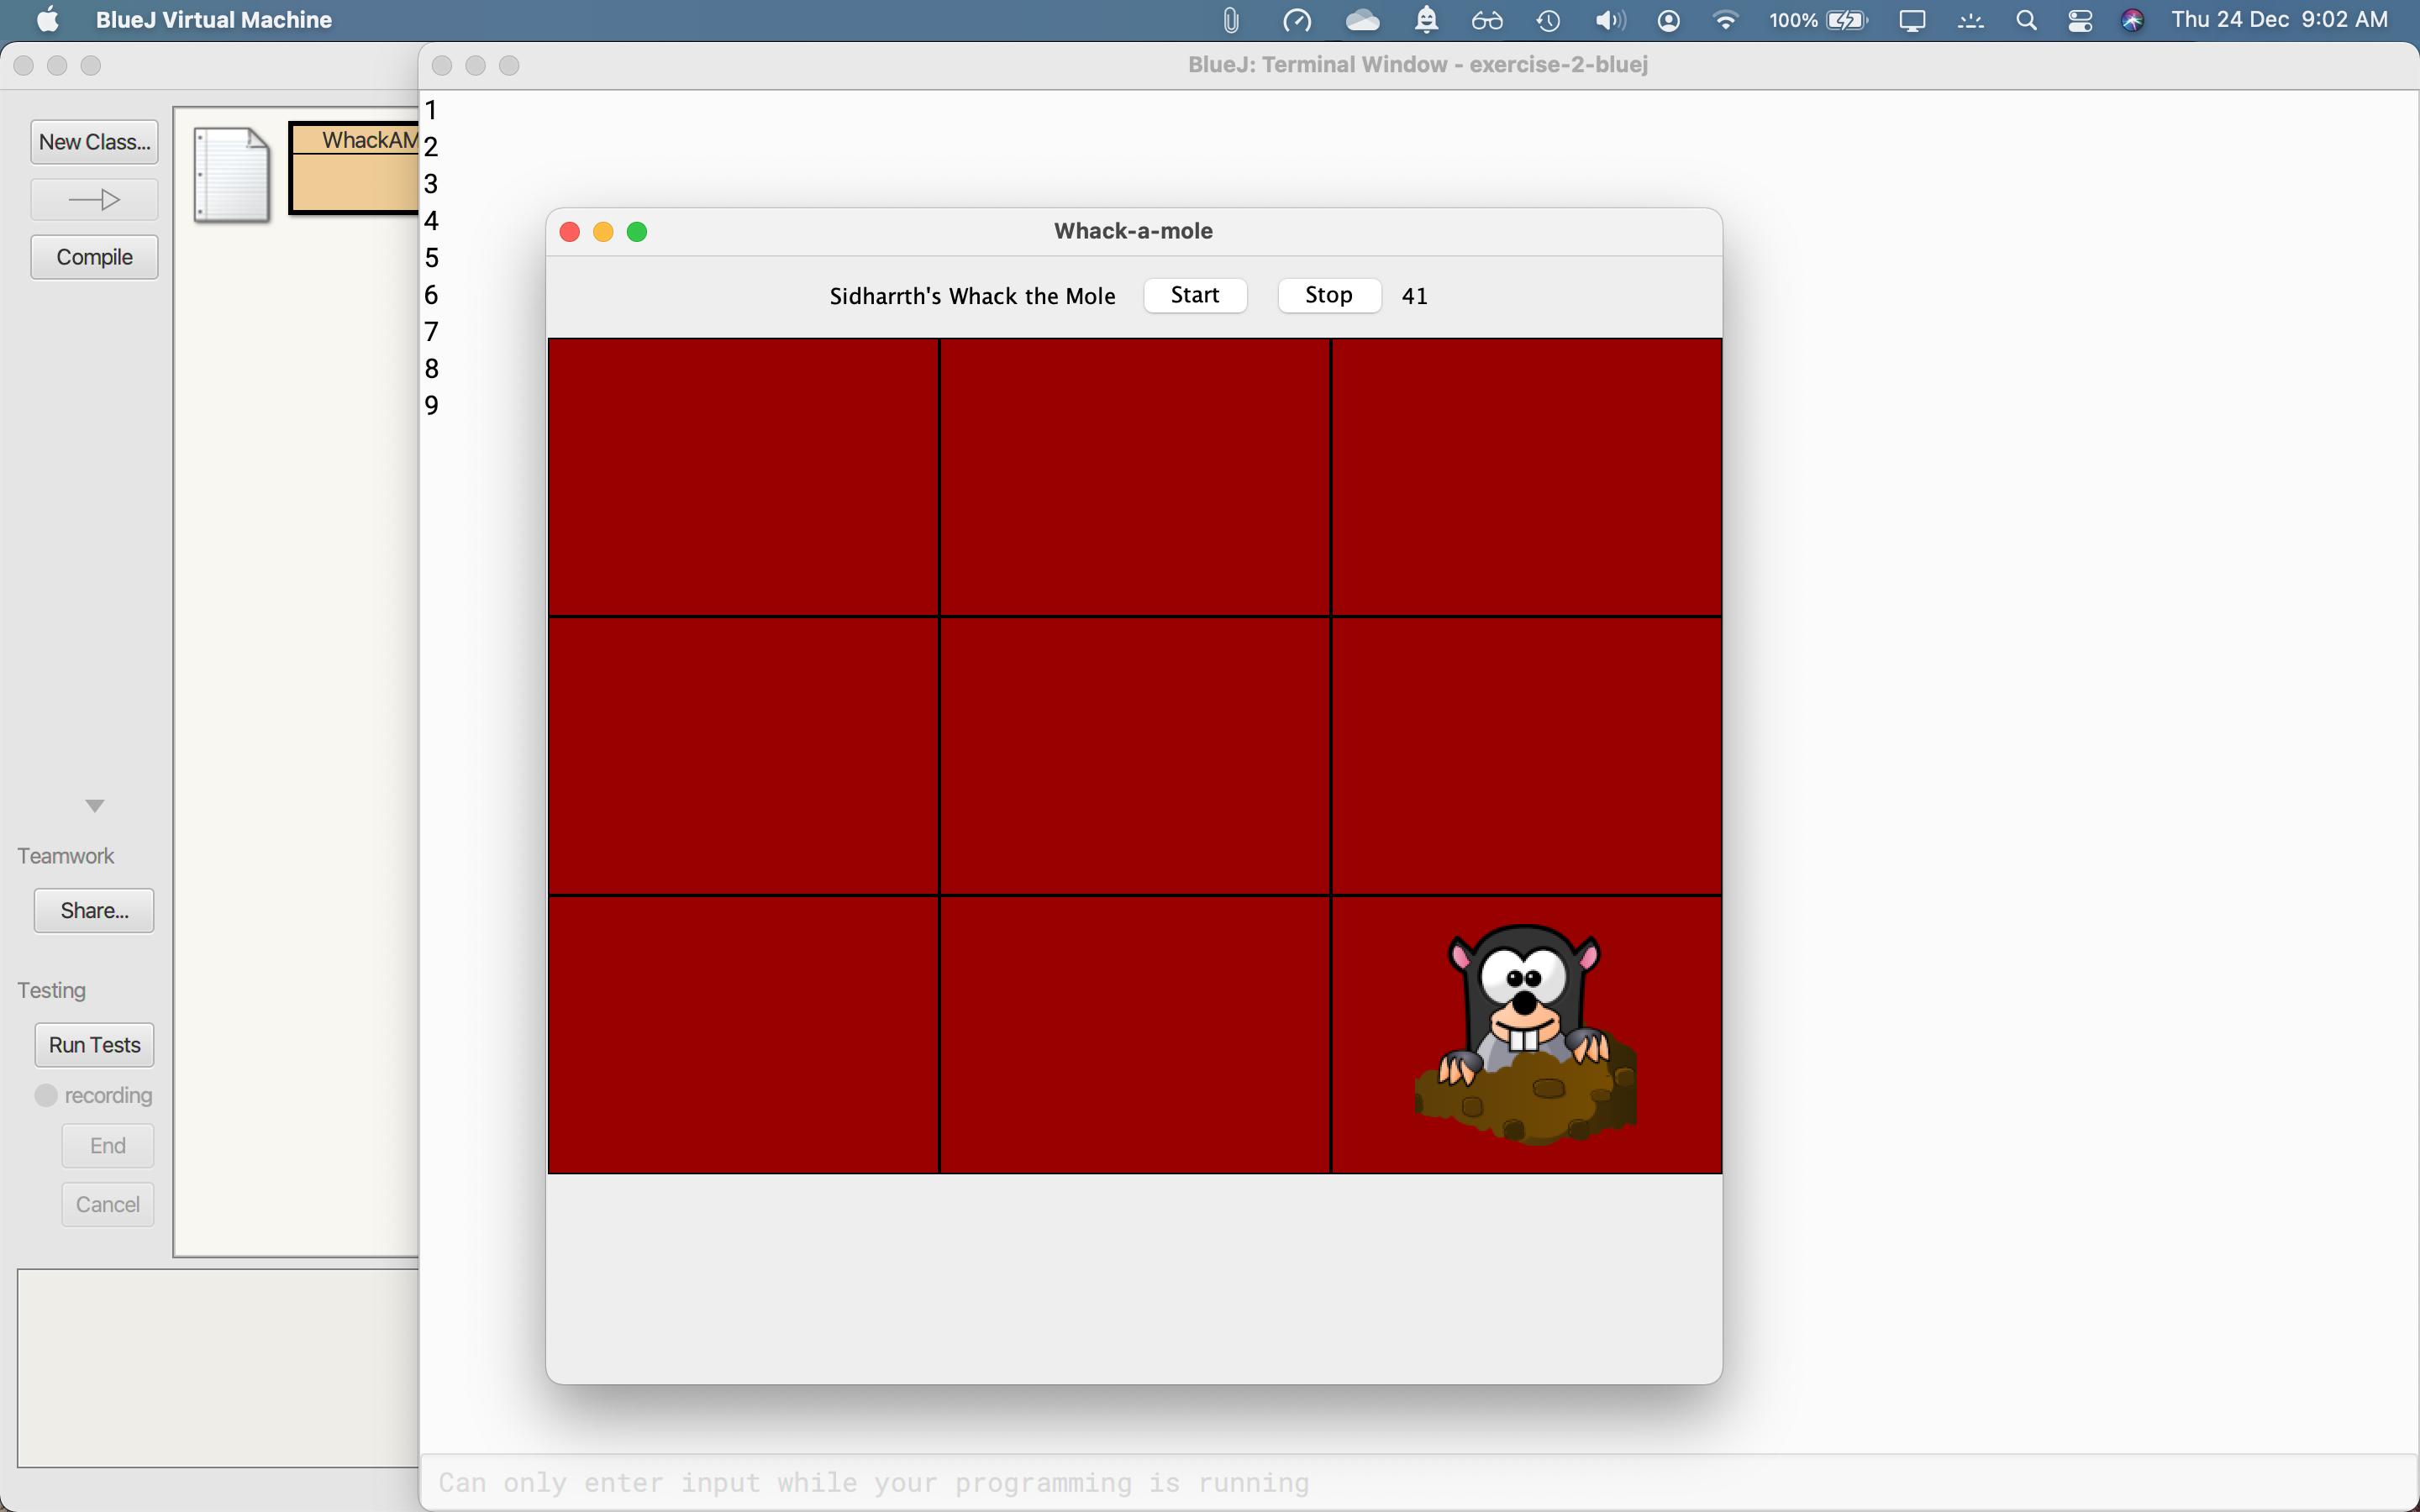 BlueJ Virtual Machine
100%
Thu 24 Dec 9:02 AM
BlueJ: Terminal Window - exercise-2-bluej
New Class...
Compile
WhackAM
1
2
3
4
5
6
7
8
9
Whack-a-mole
Sidharrth's Whack the Mole Start Stop 41
Teamwork
Share...
Testing
Run Tests
recording
End
Cancel
Can only enter input while your programming is running